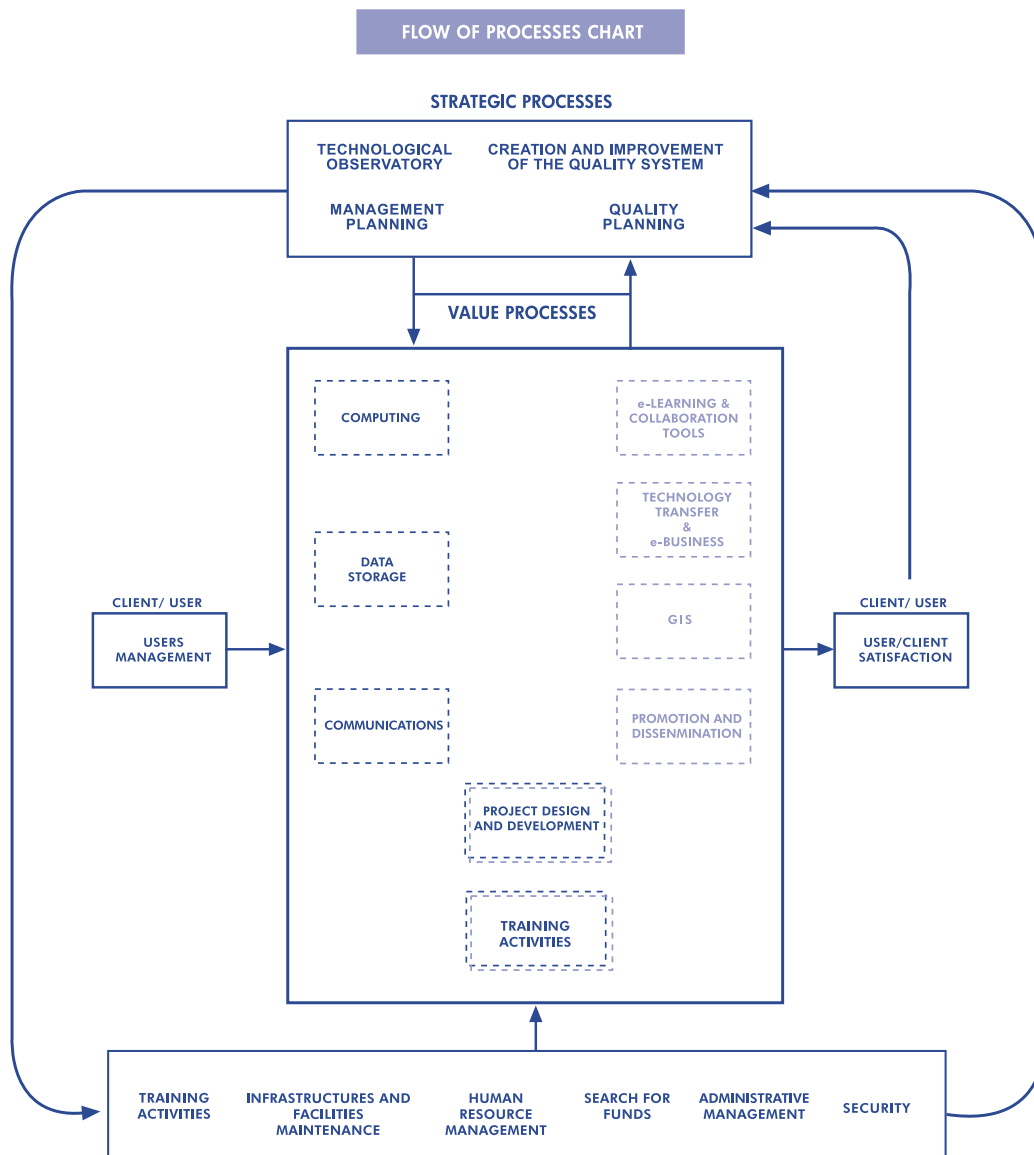 FLOW OF PROCESSES CHART
STRATEGIC PROCESSES
TECHNOLOGICAL
OBSERVATORY
CREATION AND IMPROVEMENT
OF THE QUALITY SYSTEM
MANAGEMENT
PLANNING
QUALITY
PLANNING
VALUE PROCESSES
COMPUTING
e-LEARNING &
COLLABORATION
TOOLS
TECHNOLOGY
TRANSFER
&
e-BUSINESS
DATA
STORAGE
GIS
CLIENT/ USER
USERS
MANAGEMENT
CLIENT/ USER
USER/CLIENT
SATISFACTION
COMMUNICATIONS
PROMOTION AND
DISSENMINATION
PROJECT DESIGN
AND DEVELOPMENT
TRAINING
ACTIVITIES
TRAINING
ACTIVITIES
INFRASTRUCTURES AND
FACILITIES
MAINTENANCE
HUMAN
RESOURCE
MANAGEMENT
SEARCH FOR
FUNDS
ADMINISTRATIVE
MANAGEMENT
SECURITY